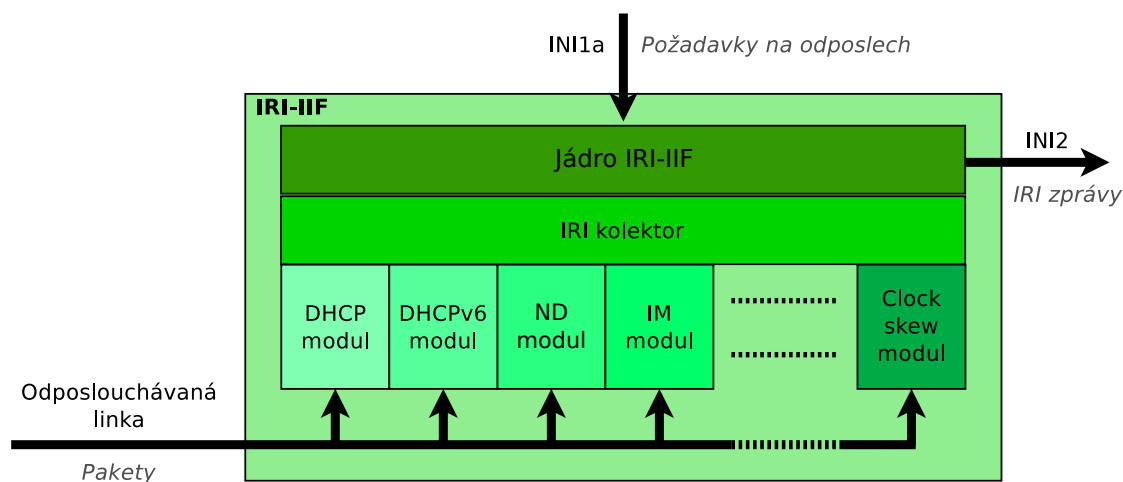 INI1a
Požadavky na odposlech
IRI-IIF
Jádro IRI-IIF
INI2
IRI zprávy
IRI kolektor
DHCP
modul
DHCPv6
modul
ND
modul
IM
modul
Clock
skew
modul
Odposlouchávaná
linka
Pakety